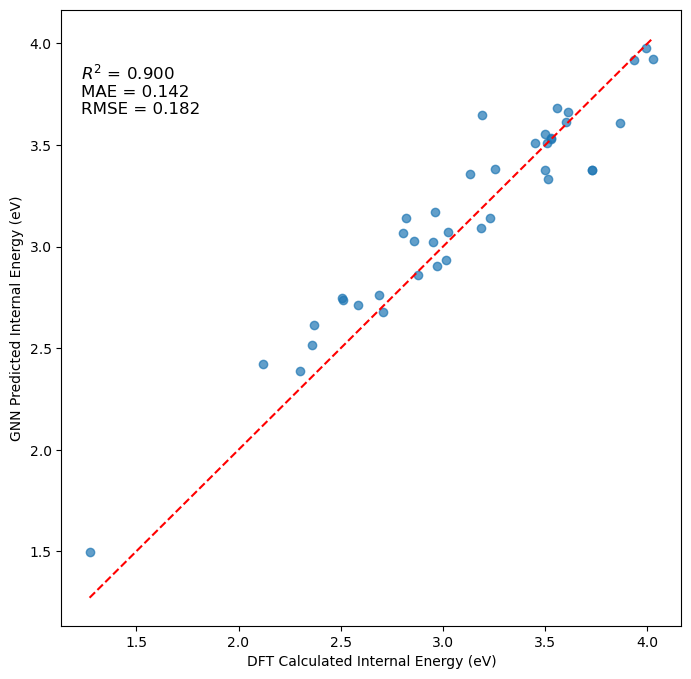 R² = 0.900
MAE = 0.142
RMSE = 0.182
GNN Predicted Internal Energy (eV)
4.0
3.5
3.0
2.5
2.0
1.5
1.5 2.0 2.5 3.0 3.5 4.0
DFT Calculated Internal Energy (eV)